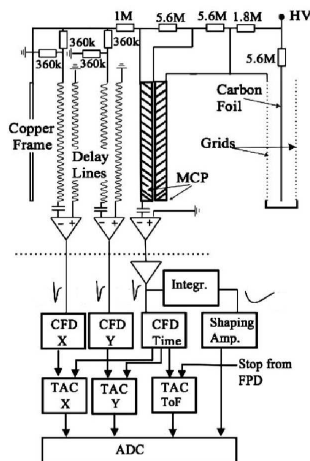 1M
5.6M
5.6M
1.8M
HV
360k
360k
360k
360k
5.6M
Carbon
Foil
Copper
Frame
Grids
Delay
Lines
MCP
− +
− +
− +
Integr.
CFD
X
CFD
Y
CFD
Time
Shaping
Amp.
Stop from
FPD
TAC
X
TAC
Y
TAC
ToF
ADC